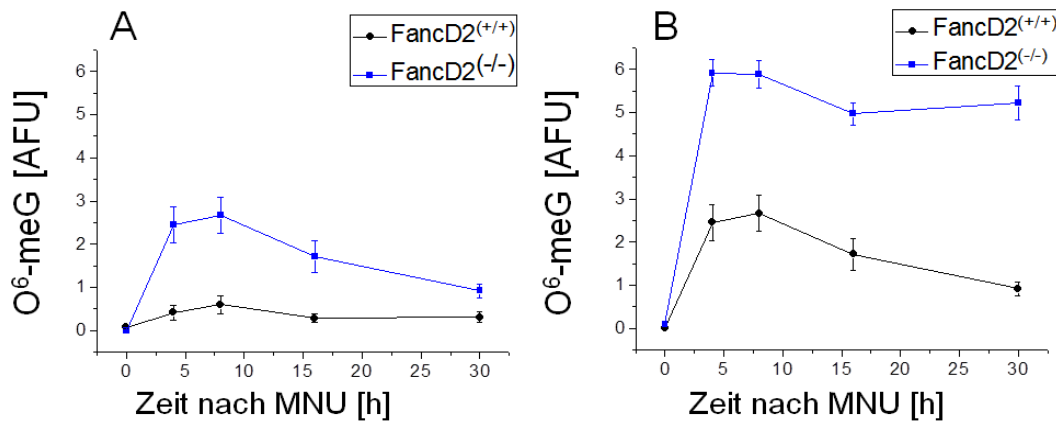 A
FancD2(+/+)
FancD2(-/-)
O6-meG [AFU]
6
5
4
3
2
1
0
0 5 10 15 20 25 30
Zeit nach MNU [h]
B
FancD2(+/+)
FancD2(-/-)
O6-meG [AFU]
6
5
4
3
2
1
0
0 5 10 15 20 25 30
Zeit nach MNU [h]